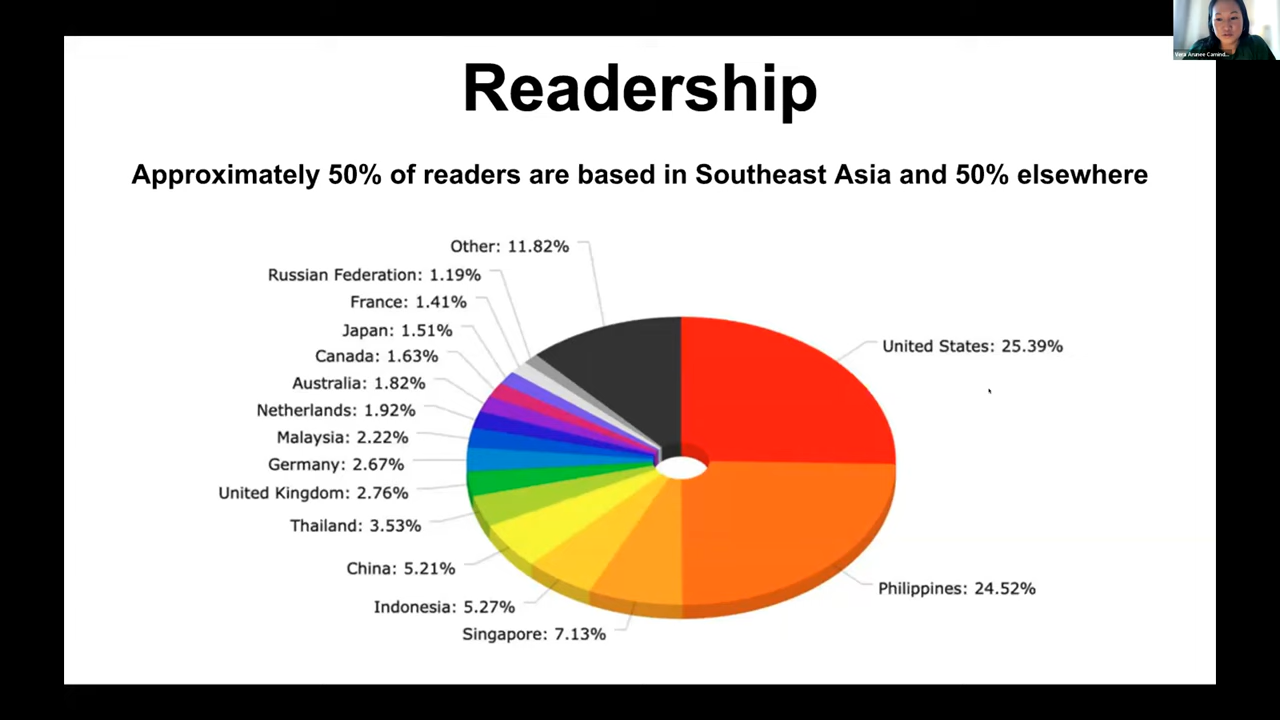 Readership
Approximately 50% of readers are based in Southeast Asia and 50% elsewhere
Other: 11.82%
Russian Federation: 1.19%
France: 1.41%
Japan: 1.51%
Canada: 1.63%
Australia: 1.82%
Netherlands: 1.92%
Malaysia: 2.22%
Germany: 2.67%
United Kingdom: 2.76%
Thailand: 3.53%
China: 5.21%
Indonesia: 5.27%
Singapore: 7.13%
United States: 25.39%
Philippines: 24.52%